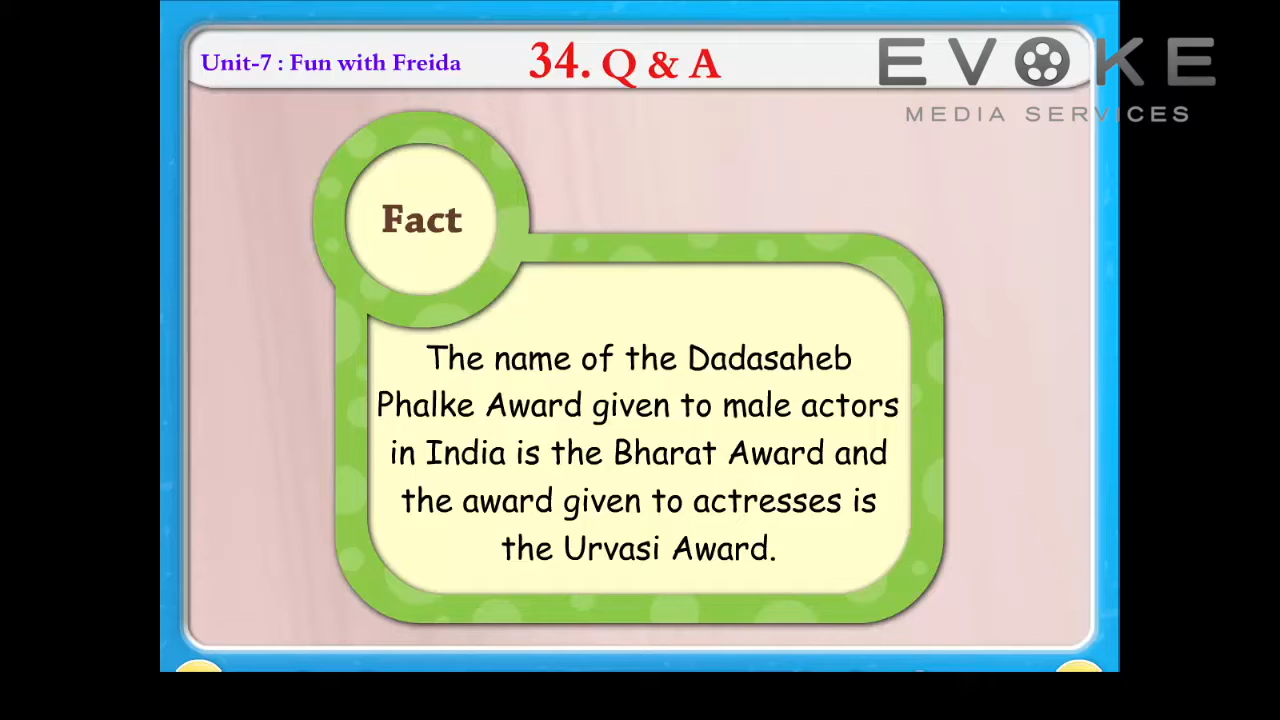 Unit-7 : Fun with Freida
34. Q & A
EVOKE
MEDIA SERVICES
Fact
The name of the Dadasaheb
Phalke Award given to male actors
in India is the Bharat Award and
the award given to actresses is
the Urvasi Award.